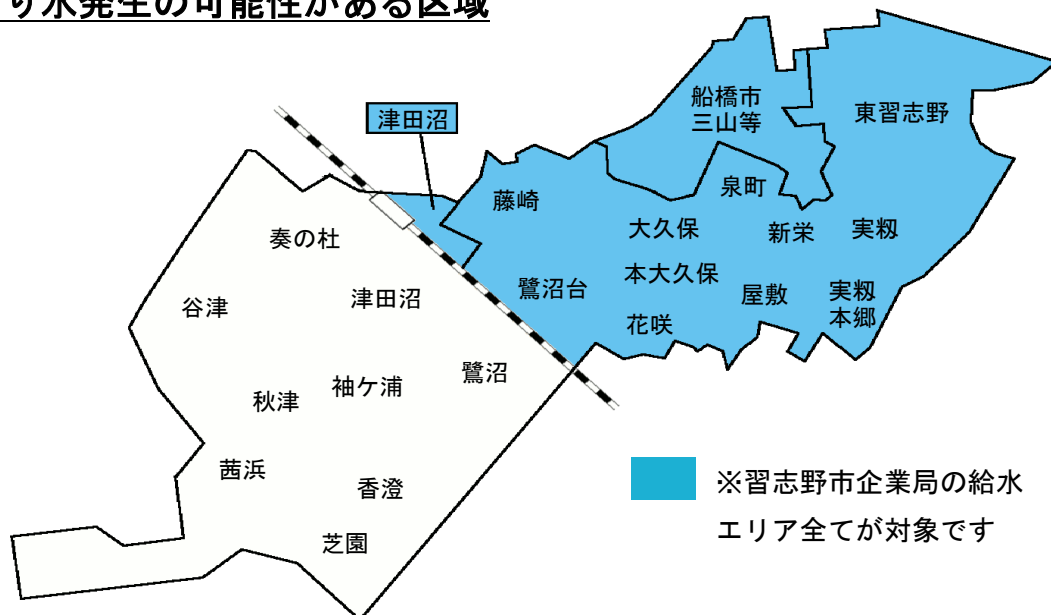 り水発生の可能性がある区域
津田沼
船橋市
三山等
東習志野
藤崎
泉町
大久保
新栄
実籾
奏の杜
本大久保
鷺沼台
屋敷
実籾
本郷
谷津
津田沼
花咲
鷺沼
袖ケ浦
秋津
茜浜
香澄
芝園
※習志野市企業局の給水
エリア全てが対象です